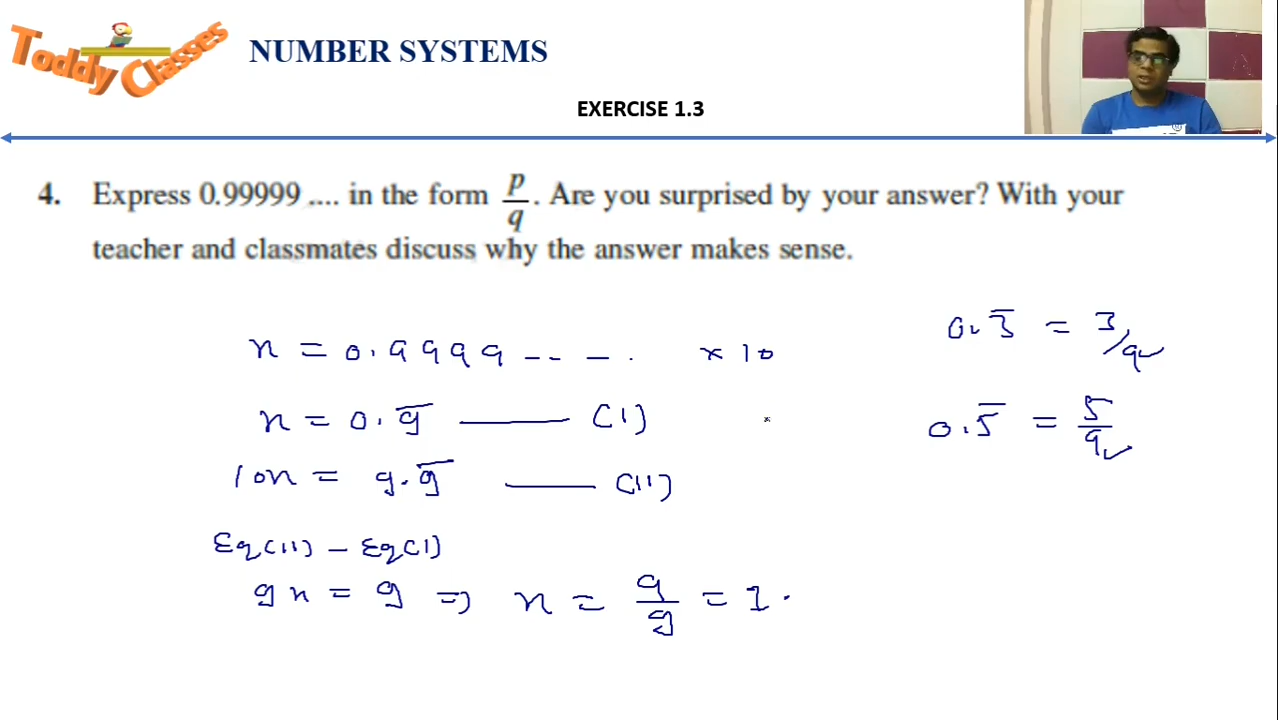 Toddy Classes
NUMBER SYSTEMS
EXERCISE 1.3
4. Express 0.99999 .... in the form p/q. Are you surprised by your answer? With your
teacher and classmates discuss why the answer makes sense.
x = 0.9999 -- - . × 10
x = 0.9̅ —— (1)
10x = 9.9̅ —— (11)
Eq(11) - Eq(1)
9x = 9 ⇒ x = 9/9 = 1.
0.3̅ = 3/9
0.5̅ = 5/9